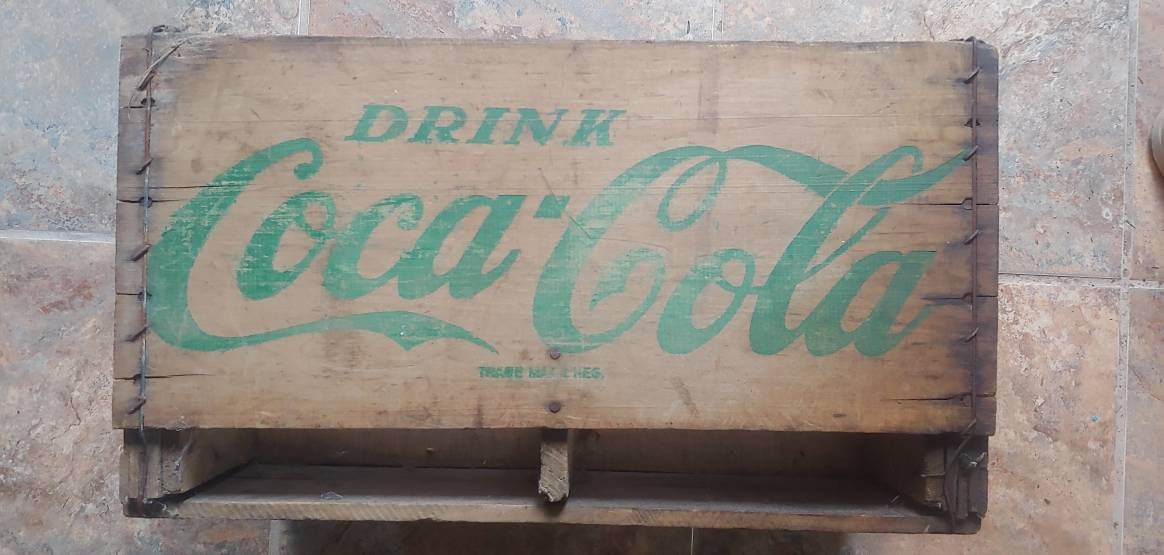 DRINK
Coca-Cola
TRADE MARK REG.